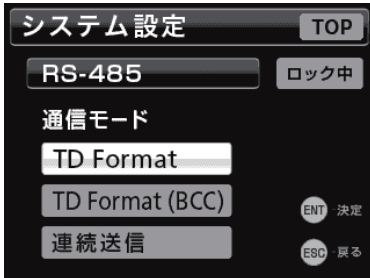 システム設定 TOP
RS-485 ロック中
通信モード
TD Format
TD Format (BCC)
ENT 決定
連続送信
ESC 戻る